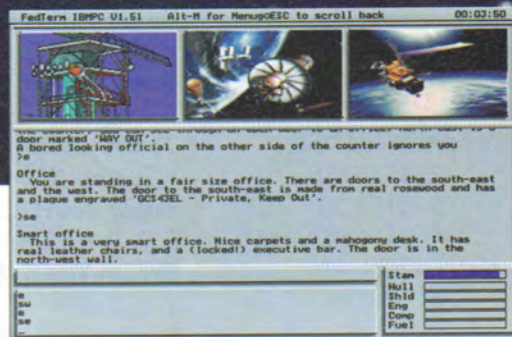 FedTerm IBMPC V1.51 Alt-M for MenugoESC to scroll back 00:03:50
door marked 'WAY OUT'.
A bored looking official on the other side of the counter ignores you
>e
Office
You are standing in a fair size office. There are doors to the south-east
and the west. The door to the south-east is made from real rosewood and has
a plaque engraved 'GCS43EL - Private, Keep Out'.
>se
Smart office
This is a very smart office. Nice carpets and a mahogony desk. It has
real leather chairs, and a (locked!) executive bar. The door is in the
north-west wall.
e
sw
e
se
_
Stam
Hull
Shld
Eng
Comp
Fuel